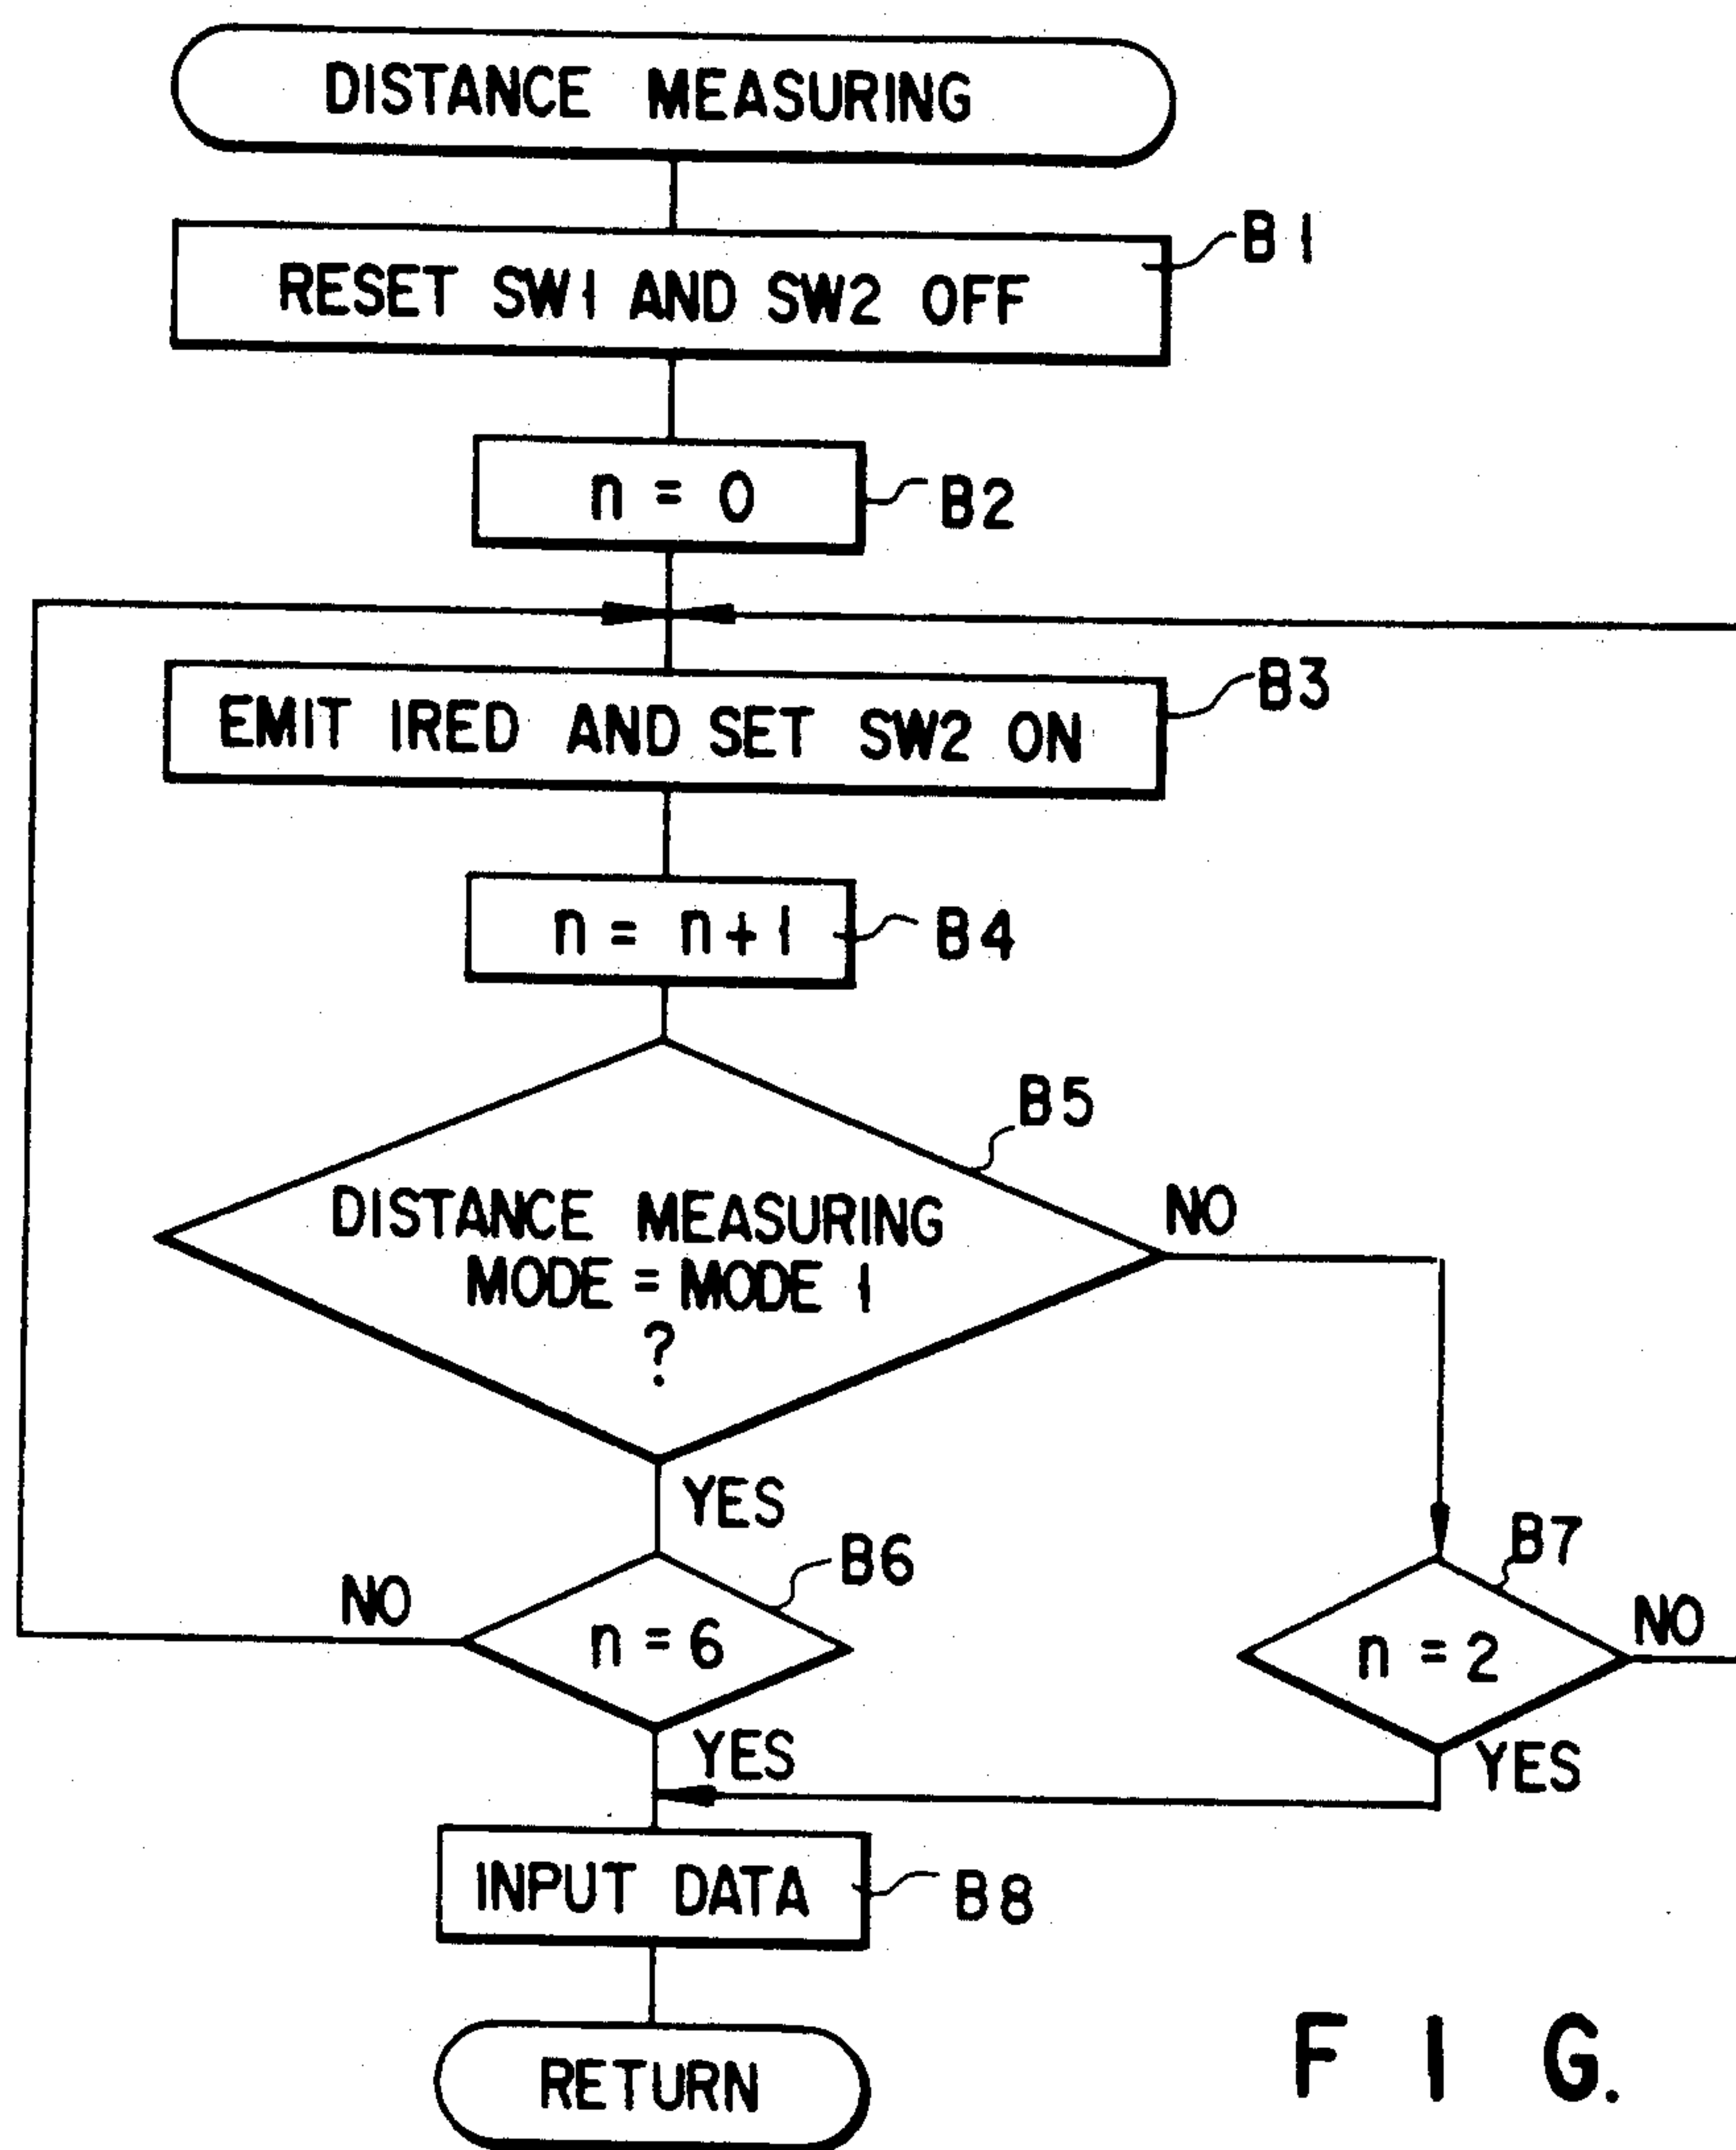 DISTANCE MEASURING
RESET SW1 AND SW2 OFF
B1
n = 0
B2
EMIT IRED AND SET SW2 ON
B3
n = n+1
B4
B5
DISTANCE MEASURING
MODE = MODE 1
?
NO
YES
B6
n = 6
NO
YES
B7
n = 2
NO
YES
INPUT DATA
B8
RETURN
FIG.